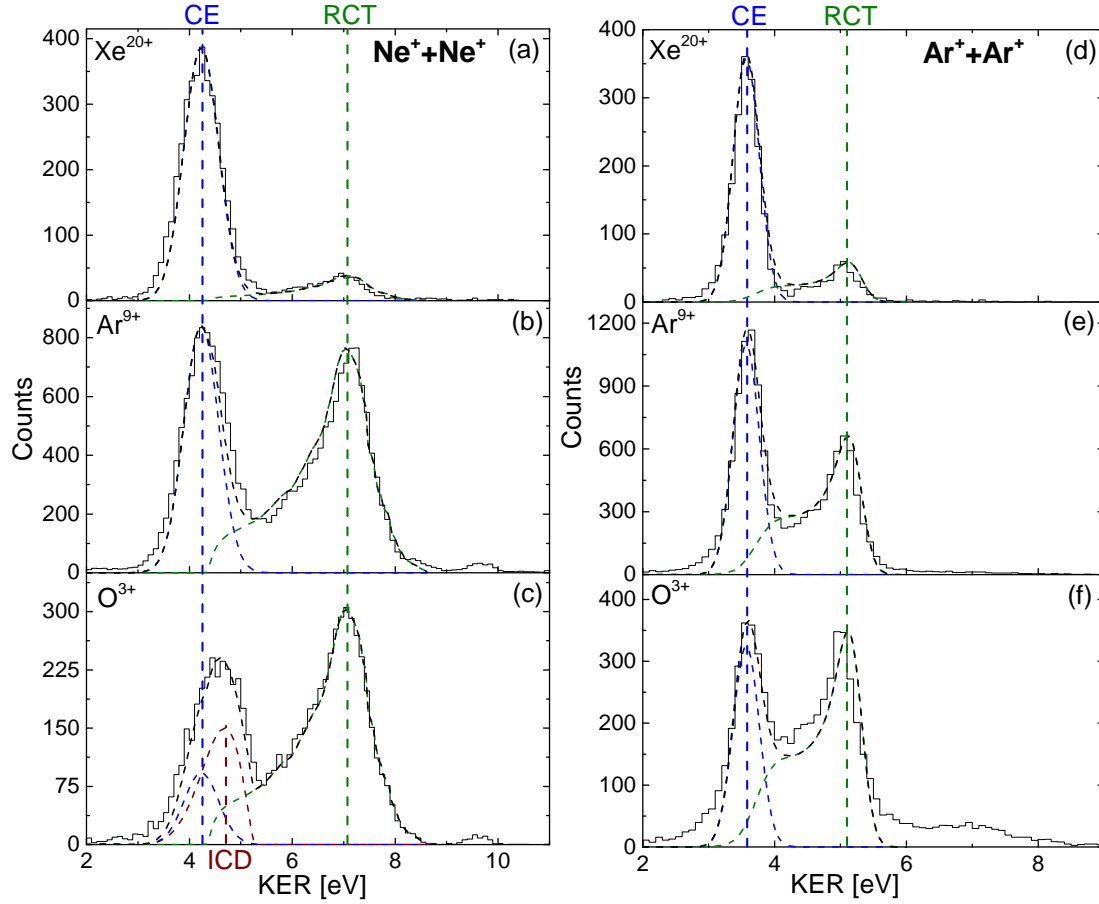 CE RCT
Xe20+ Ne++Ne+ (a)
400
300
200
100
0
Ar9+ (b)
800
600
400
200
0
O3+ (c)
300
225
150
75
0
2 4 6 8 10
ICD
KER [eV]
Counts
CE RCT
Xe20+ Ar++Ar+ (d)
400
300
200
100
0
Ar9+ (e)
1200
900
600
300
0
O3+ (f)
400
300
200
100
0
2 4 6 8
KER [eV]
Counts